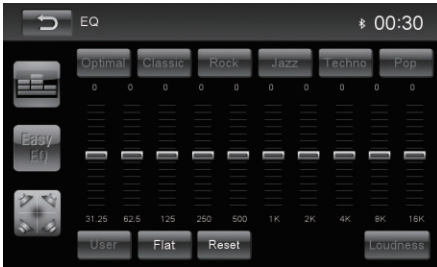 EQ 00:30
Optimal Classic Rock Jazz Techno Pop
0 0 0 0 0 0 0 0 0 0
Easy
EQ
31.25 62.5 125 250 500 1K 2K 4K 8K 16K
User Flat Reset Loudness